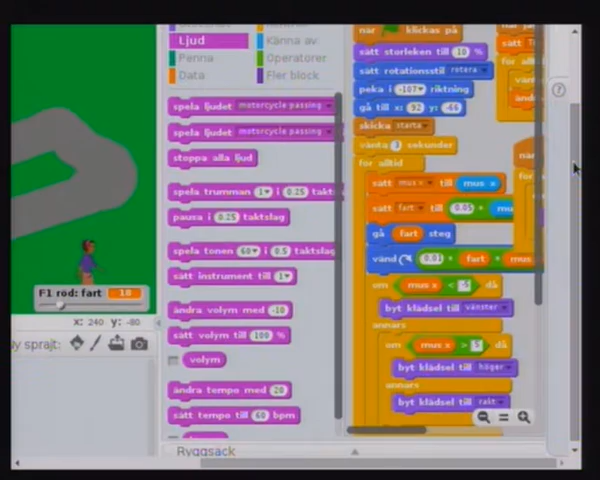 Ljud
Känna av
Penna
Operatorer
Data
Fler block
spela ljudet motorcycle passing
spela ljudet motorcycle passing
stoppa alla ljud
spela trumman 1 i 0.25 takts
pausa i 0.25 taktslag
spela tonen 60 i 0.5 taktslag
sätt instrument till 1
ändra volym med -10
sätt volym till 100 %
volym
ändra tempo med 20
sätt tempo till 60 bpm
när klickas på
sätt storleken till 10 %
sätt rotationsstil rotera
peka i -107 riktning
gå till x: 92 y: -66
skicka starta
vänta 1 sekunder
för alltid
sätt mus x till mus x
sätt fart till 0.05 * mu
gå fart steg
vänd 0.01 * fart * mus
om mus x < -5 då
byt klädsel till vänster
annars
om mus x > 5 då
byt klädsel till höger
annars
byt klädsel till rakt
F1 röd: fart 10
x: 240 y: -80
y sprajt:
Ryggsäck